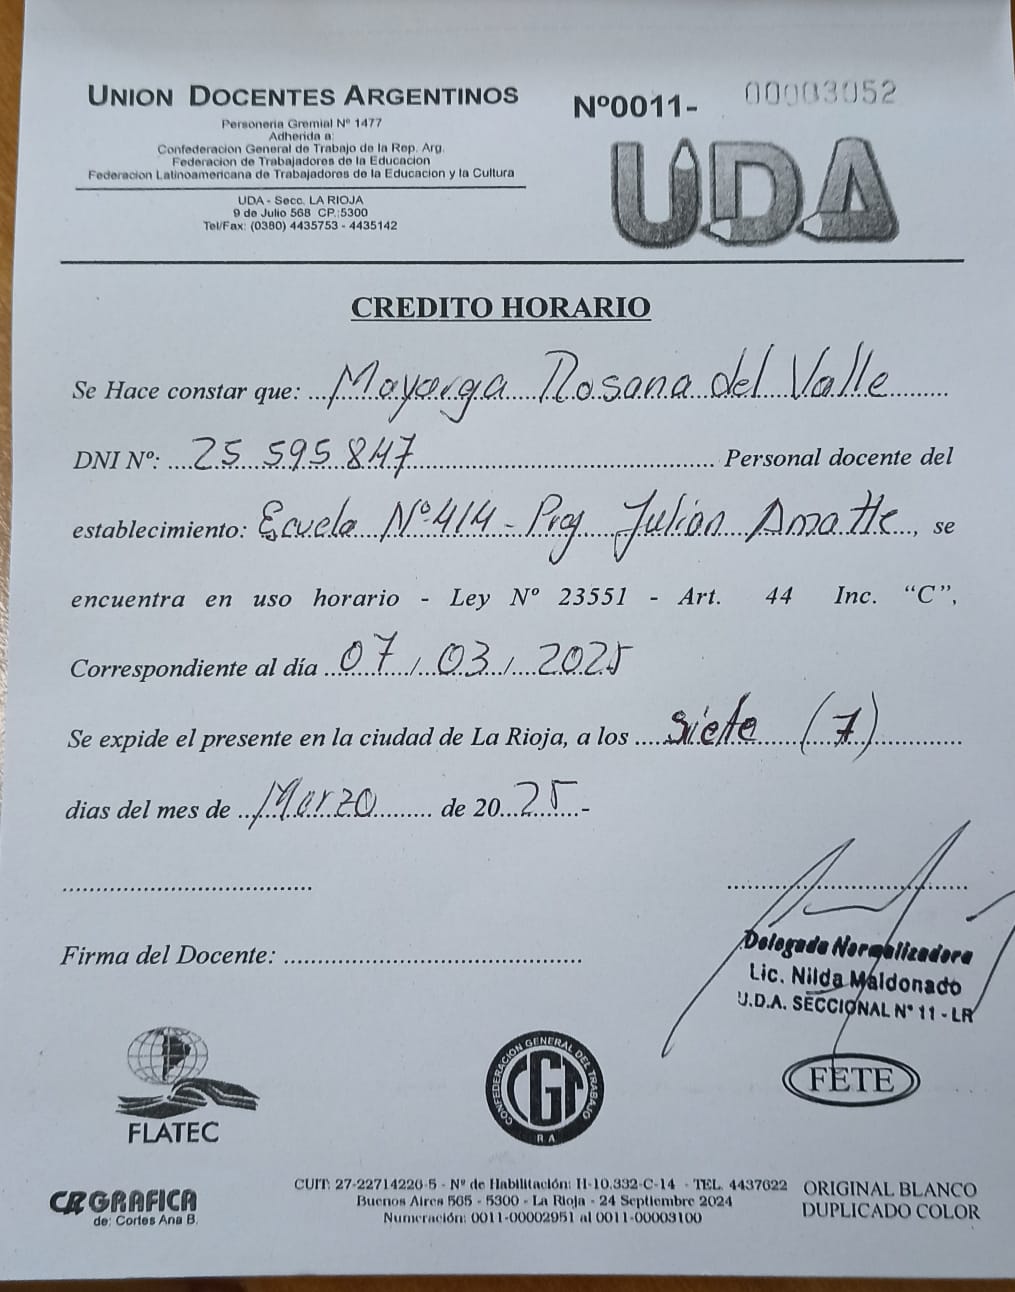 UNION DOCENTES ARGENTINOS
Personeria Gremial Nº 1477
Adherida a:
Confederacion General de Trabajo de la Rep. Arg.
Federacion de Trabajadores de la Educacion
Federacion Latinoamericana de Trabajadores de la Educacion y la Cultura
UDA - Secc. LA RIOJA
9 de Julio 568 CP.:5300
Tel/Fax: (0380) 4435753 - 4435142
Nº0011- 00003052
UDA
CREDITO HORARIO
Se Hace constar que: Mayorga Rosana del Valle
DNI Nº: 25 595 847 Personal docente del
establecimiento: Escuela Nº 414 - Prof Julian Amatte, se
encuentra en uso horario - Ley Nº 23551 - Art. 44 Inc. “C”,
Correspondiente al día 07/03/2025
Se expide el presente en la ciudad de La Rioja, a los siete (7)
dias del mes de Marzo de 2025.-
Firma del Docente:
Delegada Normalizadora
Lic. Nilda Maldonado
U.D.A. SECCIONAL Nº 11 - LR
FLATEC
CONFEDERACIÓN GENERAL DEL TRABAJO
CGT
R A
FETE
CR GRAFICA
de: Cortes Ana B.
CUIT: 27-22714220-5 - Nº de Habilitación: H-10.332-C-14 - TEL. 4437622
Buenos Aires 565 - 5300 - La Rioja - 24 Septiembre 2024
Numeración: 0011-00002951 al 0011-00003100
ORIGINAL BLANCO
DUPLICADO COLOR